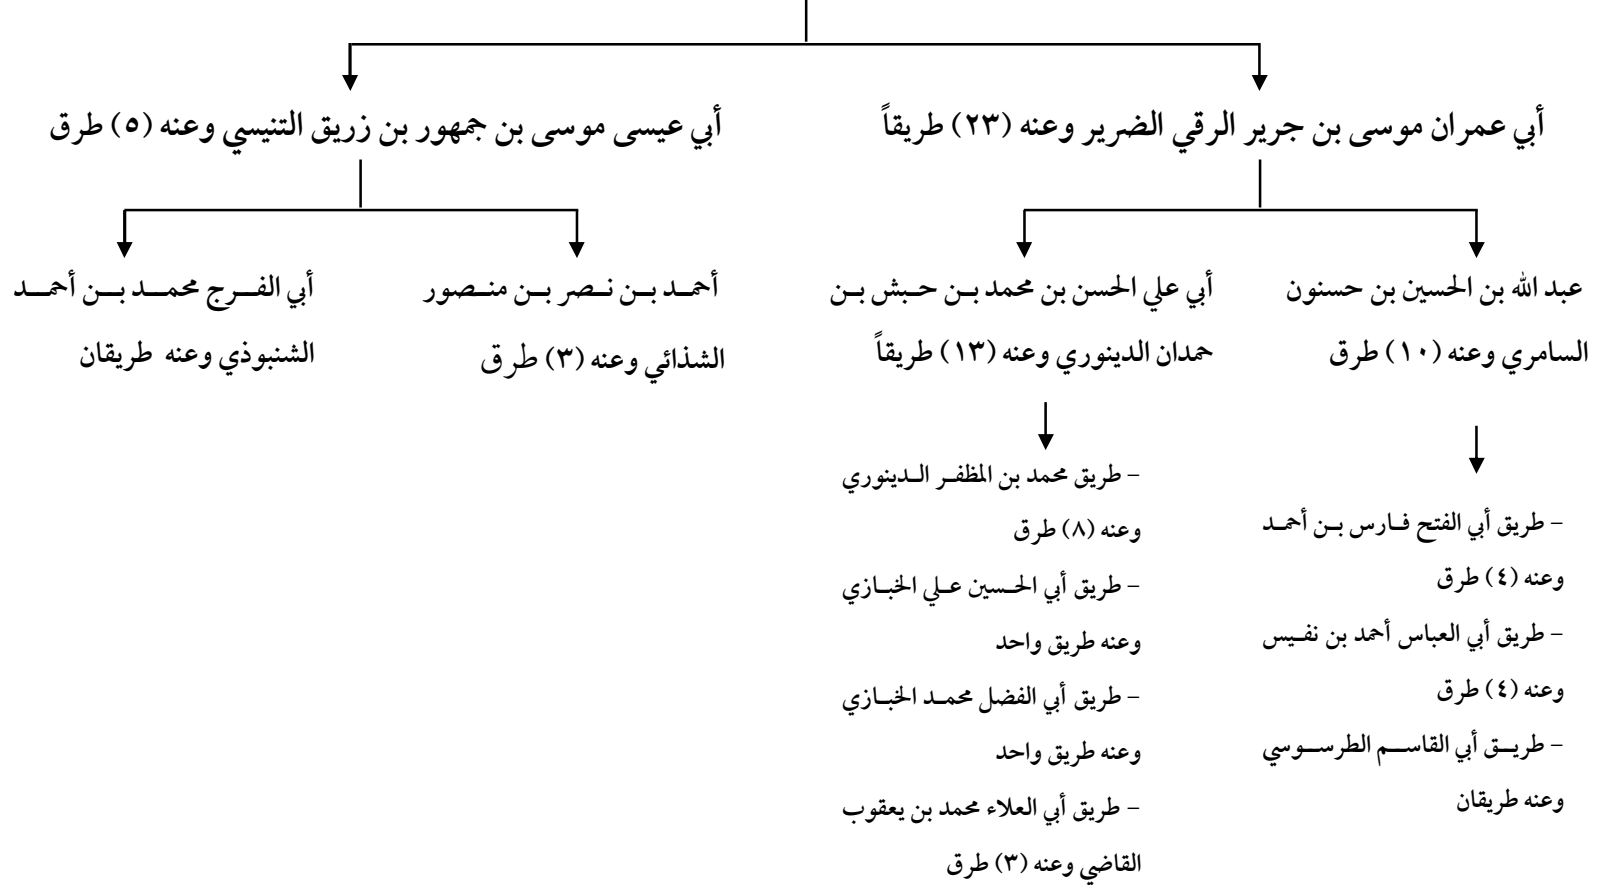 أبي عمران موسى بن جرير الرقي الضرير وعنه (٢٣) طريقاً
أبي عيسى موسى بن جمهور بن زريق التنيسي وعنه (٥) طرق
عبد الله بن الحسين بن حسنون
السامري وعنه (١٠) طرق
أبي علي الحسن بن محمد بن حبش بن
حمدان الدينوري وعنه (١٣) طريقاً
أحمد بن نصر بن منصور
الشذائي وعنه (٣) طرق
أبي الفرج محمد بن أحمد
الشنبوذي وعنه طريقان
- طريق أبي الفتح فارس بن أحمد
وعنه (٤) طرق
- طريق أبي العباس أحمد بن نفيس
وعنه (٤) طرق
- طريق أبي القاسم الطرسوسي
وعنه طريقان
- طريق محمد بن المظفر الدينوري
وعنه (٨) طرق
- طريق أبي الحسين علي الخبازي
وعنه طريق واحد
- طريق أبي الفضل محمد الخبازي
وعنه طريق واحد
- طريق أبي العلاء محمد بن يعقوب
القاضي وعنه (٣) طرق